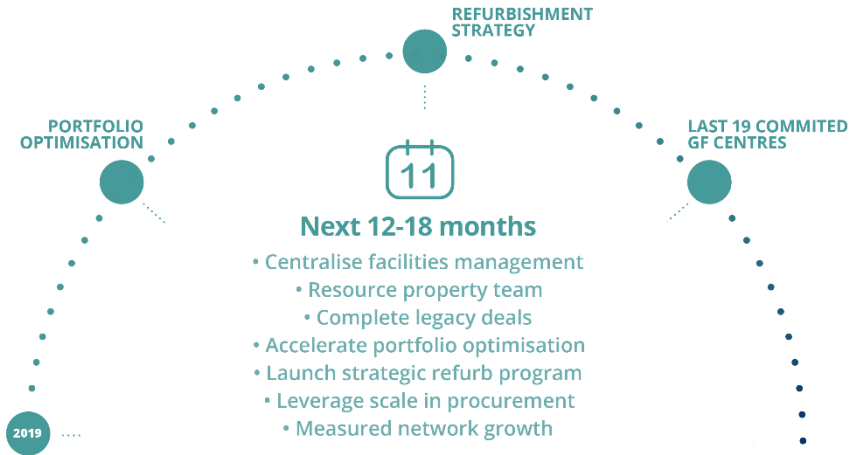 REFURBISHMENT
STRATEGY
PORTFOLIO
OPTIMISATION
LAST 19 COMMITED
GF CENTRES
11
Next 12-18 months
• Centralise facilities management
• Resource property team
• Complete legacy deals
• Accelerate portfolio optimisation
• Launch strategic refurb program
• Leverage scale in procurement
• Measured network growth
2019